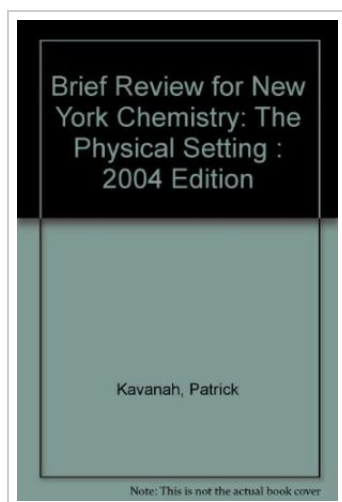 Brief Review for New
York Chemistry: The
Physical Setting :
2004 Edition
Kavanah, Patrick
Note: This is not the actual book cover